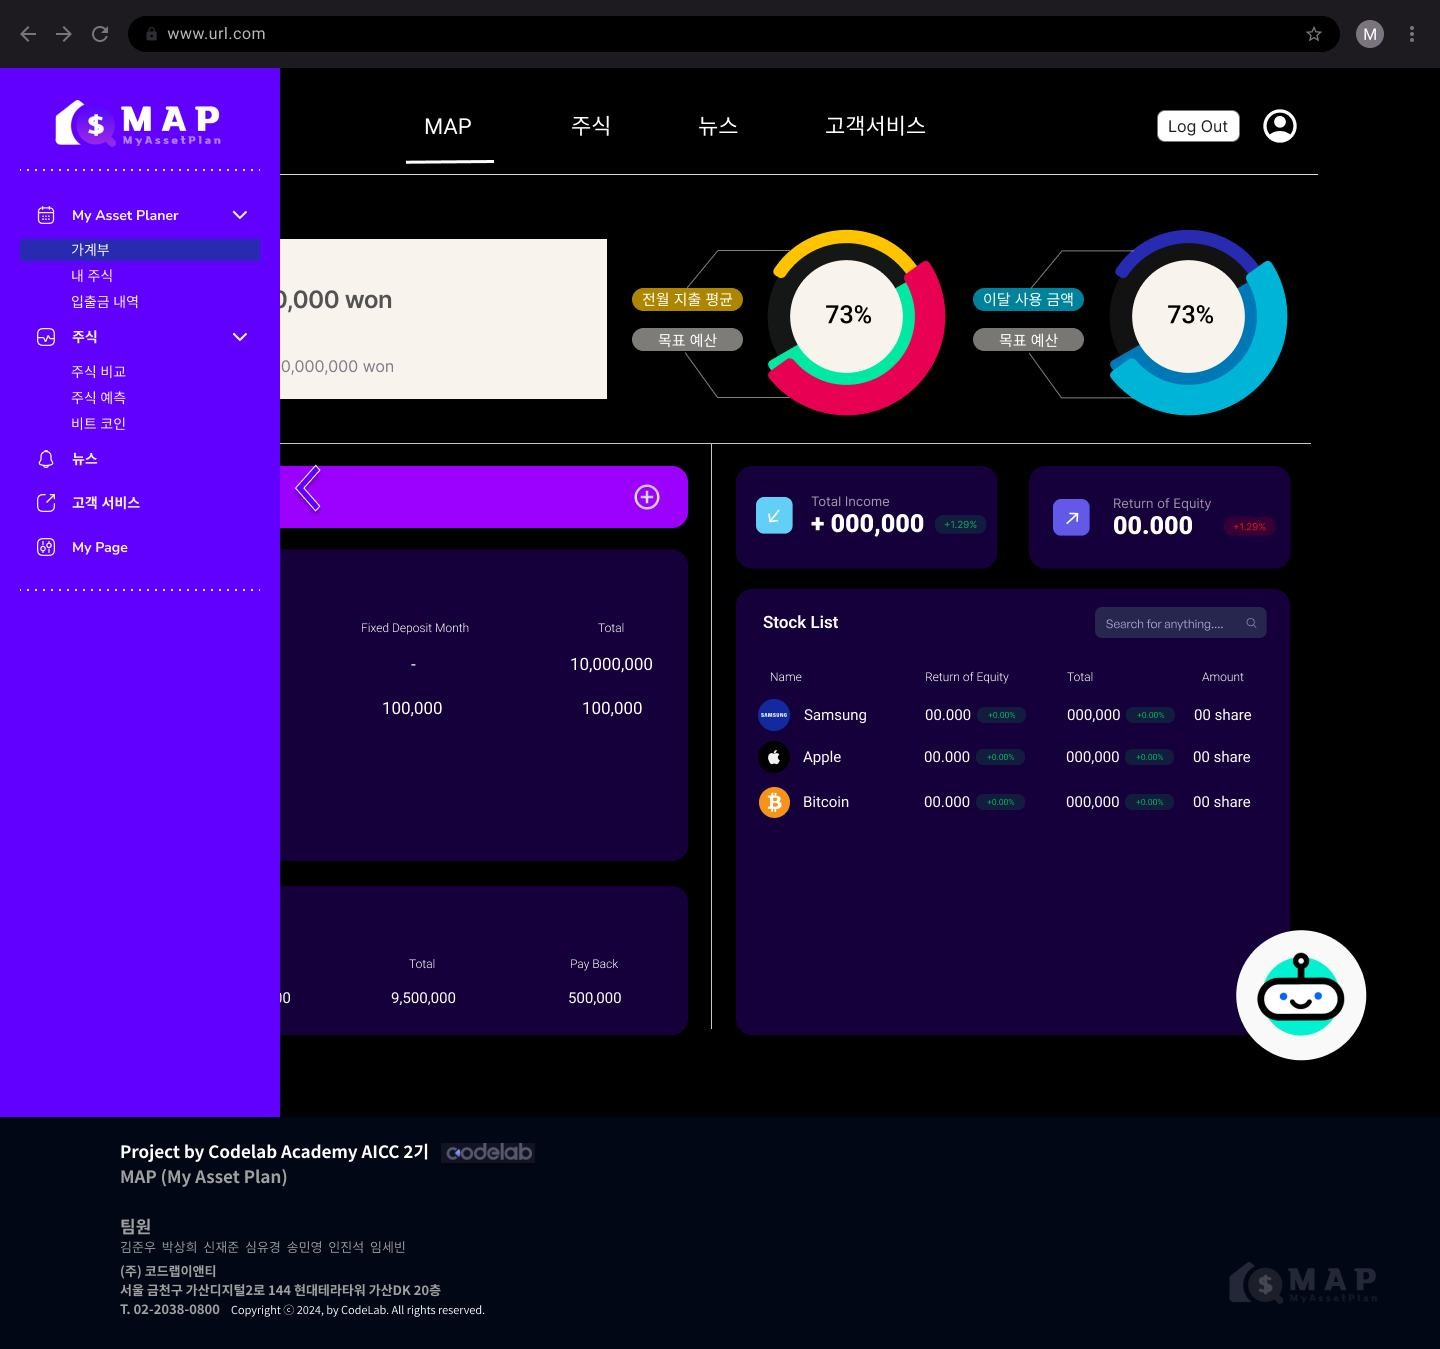 www.url.com
M
MAP
MyAssetPlan
MAP
주식
뉴스
고객서비스
Log Out
My Asset Planer
가계부
내 주식
입출금 내역
주식
주식 비교
주식 예측
비트 코인
뉴스
고객 서비스
My Page
0,000 won
0,000,000 won
전월 지출 평균
목표 예산
73%
이달 사용 금액
목표 예산
73%
Fixed Deposit Month
Total
-
10,000,000
100,000
100,000
Total
Pay Back
00
9,500,000
500,000
Total Income
+ 000,000
+1.29%
Return of Equity
00.000
+1.29%
Stock List
Search for anything....
Name
Return of Equity
Total
Amount
SAMSUNG
Samsung
00.000
+0.00%
000,000
+0.00%
00 share
Apple
00.000
+0.00%
000,000
+0.00%
00 share
Bitcoin
00.000
+0.00%
000,000
+0.00%
00 share
Project by Codelab Academy AICC 2기
codelab
MAP (My Asset Plan)
팀원
김준우 박상희 신재준 심유경 송민영 인진석 임세빈
(주) 코드랩이앤티
서울 금천구 가산디지털2로 144 현대테라타워 가산DK 20층
T. 02-2038-0800 Copyright ⓒ 2024, by CodeLab. All rights reserved.
MAP
MyAssetPlan